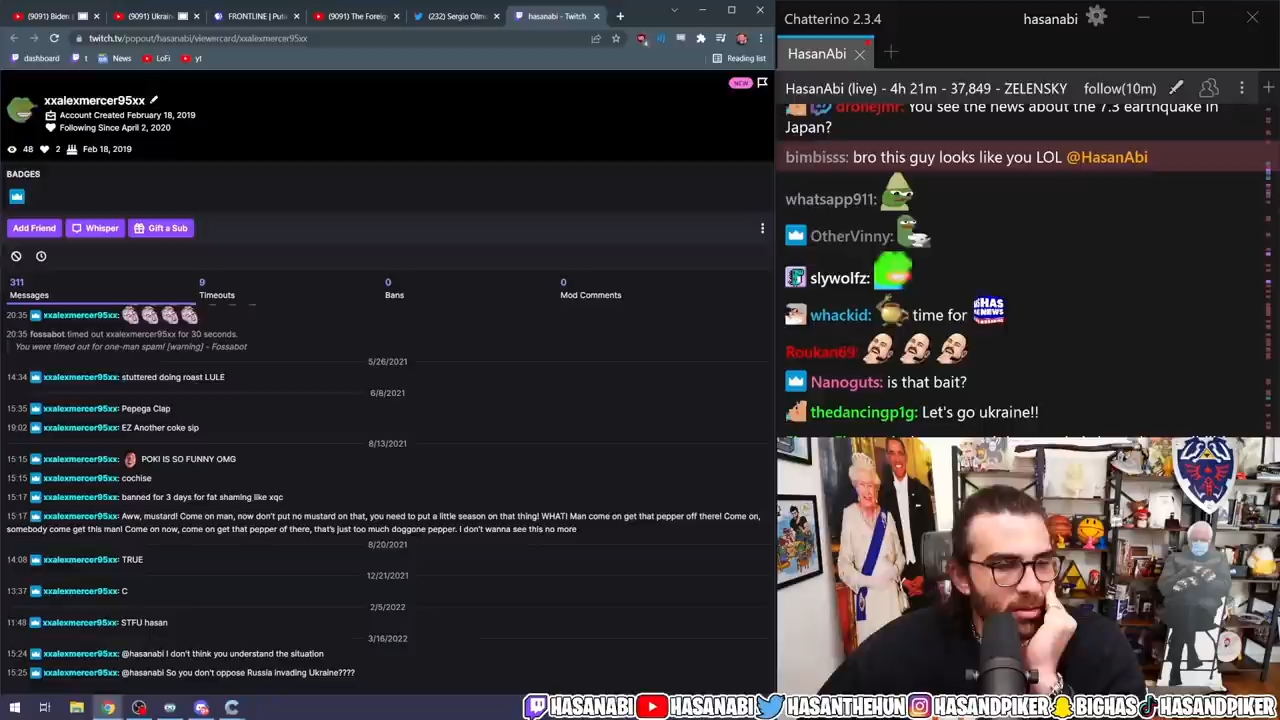 (9091) Biden
(9091) Ukrain
FRONTLINE | Put
(9091) The Foreig
(232) Sergio Olm
hasanabi - Twitch
twitch.tv/popout/hasanabi/viewercard/xxalexmercer95xx
dashboard
t
News
LoFi
yt
Reading list
NEW
xxalexmercer95xx
Account Created February 18, 2019
Following Since April 2, 2020
48 2 Feb 18, 2019
BADGES
Add Friend
Whisper
Gift a Sub
311
Messages
9
Timeouts
0
Bans
0
Mod Comments
20:35 xxalexmercer95xx:
20:35 fossabot timed out xxalexmercer95xx for 30 seconds.
You were timed out for one-man spam! [warning] - Fossabot
5/26/2021
14:34 xxalexmercer95xx: stuttered doing roast LULE
6/8/2021
15:35 xxalexmercer95xx: Pepega Clap
19:02 xxalexmercer95xx: EZ Another coke sip
8/13/2021
15:15 xxalexmercer95xx: POKI IS SO FUNNY OMG
15:15 xxalexmercer95xx: cochise
15:17 xxalexmercer95xx: banned for 3 days for fat shaming like xqc
15:17 xxalexmercer95xx: Aww, mustard! Come on man, now don't put no mustard on that, you need to put a little season on that thing! WHAT! Man come on get that pepper off there! Come on,
somebody come get this man! Come on now, come on get that pepper of there, that's just too much doggone pepper. I don't wanna see this no more
8/20/2021
14:08 xxalexmercer95xx: TRUE
12/21/2021
13:37 xxalexmercer95xx: C
2/5/2022
11:48 xxalexmercer95xx: STFU hasan
3/16/2022
15:24 xxalexmercer95xx: @hasanabi I don't think you understand the situation
15:25 xxalexmercer95xx: @hasanabi So you don't oppose Russia invading Ukraine????
Chatterino 2.3.4
hasanabi
HasanAbi
HasanAbi (live) - 4h 21m - 37,849 - ZELENSKY
follow(10m)
dronejmr: You see the news about the 7.3 earthquake in
Japan?
bimbisss: bro this guy looks like you LOL @HasanAbi
whatsapp911:
OtherVinny:
slywolfz:
whackid: time for HAS NEWS
Roukan69:
Nanoguts: is that bait?
thedancingp1g: Let's go ukraine!!
HASANABI HASANABI HASANTHEHUN HASANDPIKER BIGHAS HASANDPIKER